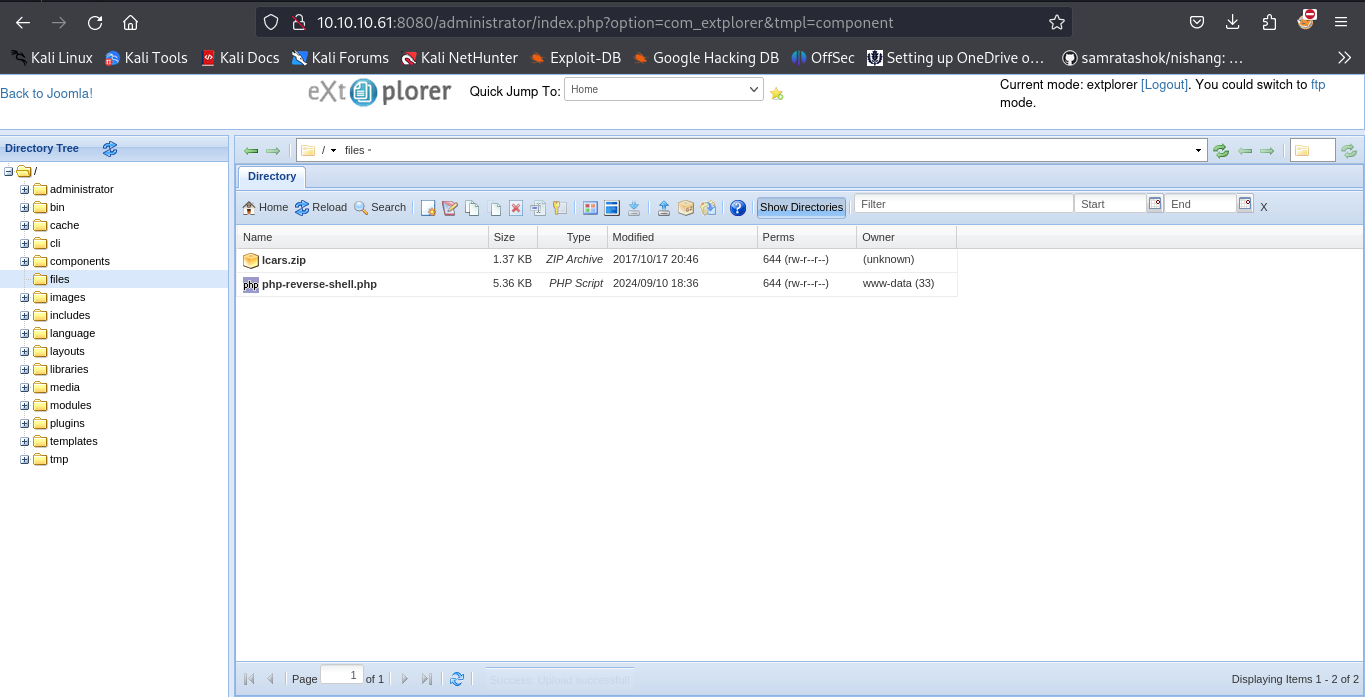 10.10.10.61:8080/administrator/index.php?option=com_extplorer&tmpl=component
Kali Linux Kali Tools Kali Docs Kali Forums Kali NetHunter Exploit-DB Google Hacking DB OffSec Setting up OneDrive o… samratashok/nishang: …
Back to Joomla!
eXtplorer
Quick Jump To: Home
Current mode: extplorer [Logout]. You could switch to ftp
mode.
Directory Tree
/ files -
Directory
Home Reload Search Show Directories Filter Start End X
Name Size Type Modified Perms Owner
lcars.zip 1.37 KB ZIP Archive 2017/10/17 20:46 644 (rw-r--r--) (unknown)
php php-reverse-shell.php 5.36 KB PHP Script 2024/09/10 18:36 644 (rw-r--r--) www-data (33)
/
administrator
bin
cache
cli
components
files
images
includes
language
layouts
libraries
media
modules
plugins
templates
tmp
Page 1 of 1 Success: Upload successful! Displaying Items 1 - 2 of 2